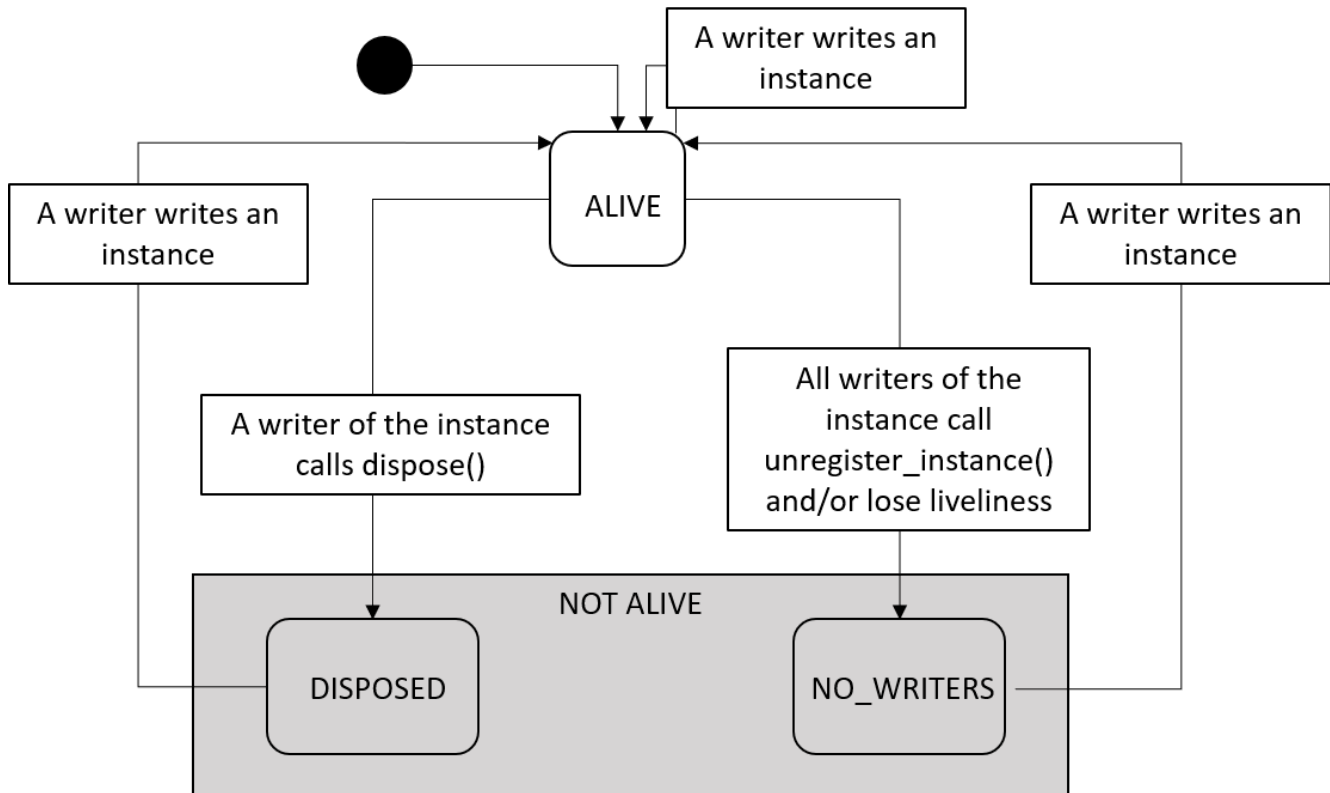 A writer writes an
instance
A writer writes an
instance
ALIVE
A writer writes an
instance
A writer of the instance
calls dispose()
All writers of the
instance call
unregister_instance()
and/or lose liveliness
NOT ALIVE
DISPOSED
NO_WRITERS